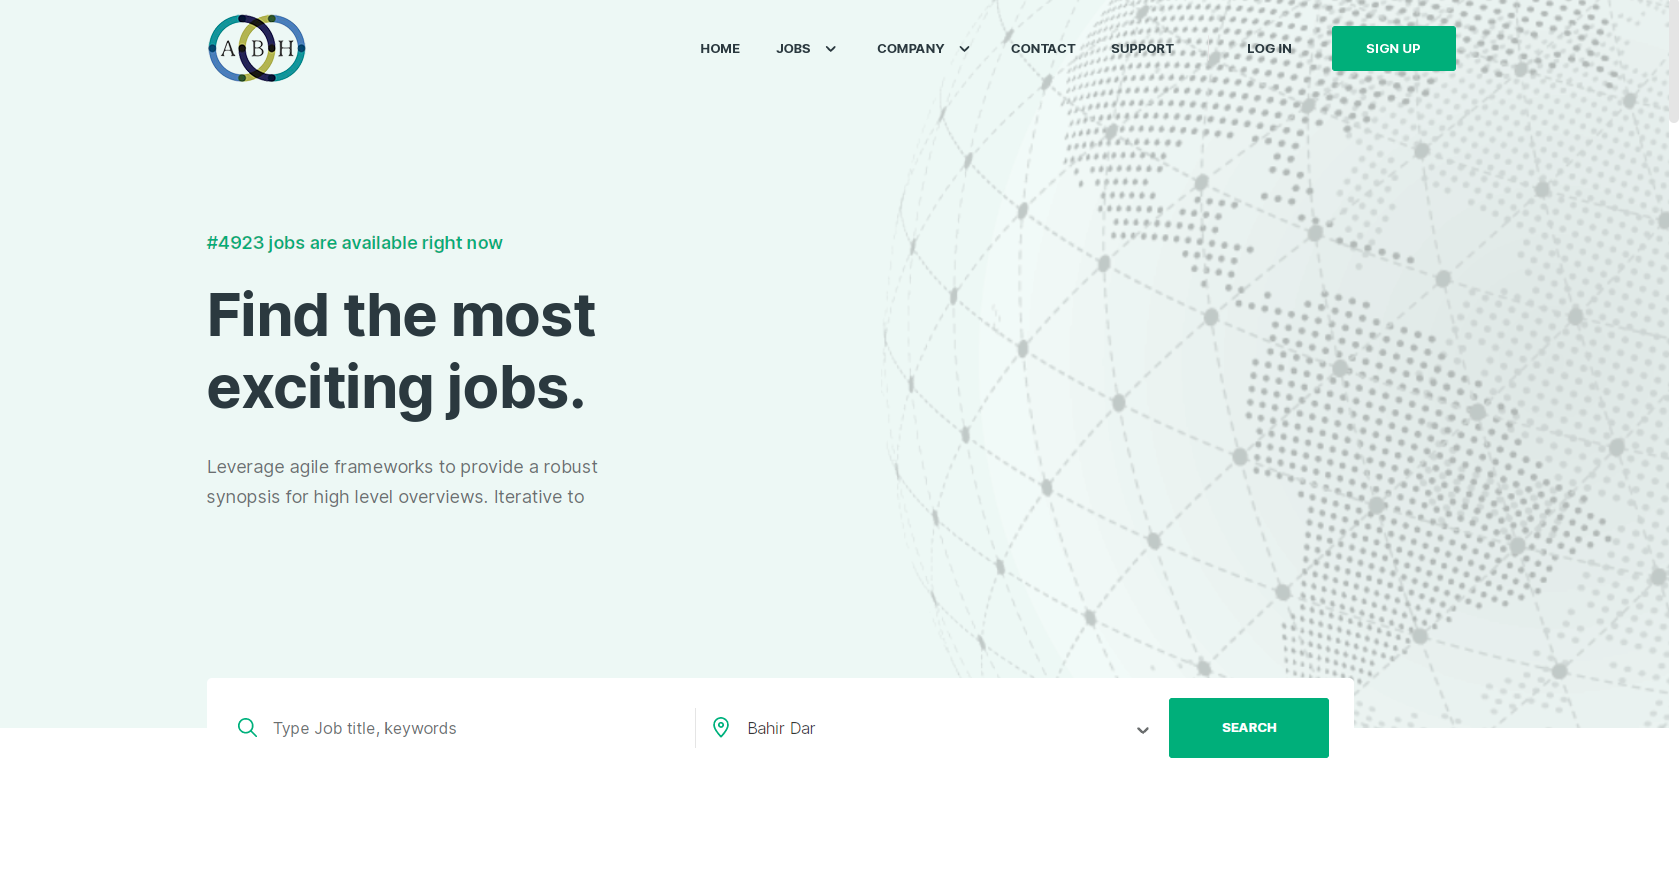 A B H
HOME JOBS COMPANY CONTACT SUPPORT LOG IN SIGN UP
#4923 jobs are available right now
Find the most
exciting jobs.
Leverage agile frameworks to provide a robust
synopsis for high level overviews. Iterative to
Type Job title, keywords
Bahir Dar
SEARCH